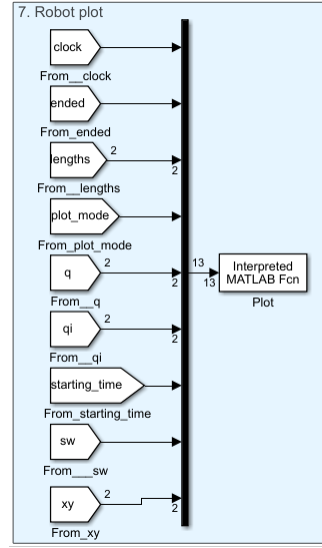 7. Robot plot
clock
From__clock
ended
From_ended
lengths
2
2
From__lengths
plot_mode
From_plot_mode
q
2
2
From__q
13
13
Interpreted
MATLAB Fcn
Plot
qi
2
2
From__qi
starting_time
From_starting_time
sw
From___sw
xy
2
2
From_xy